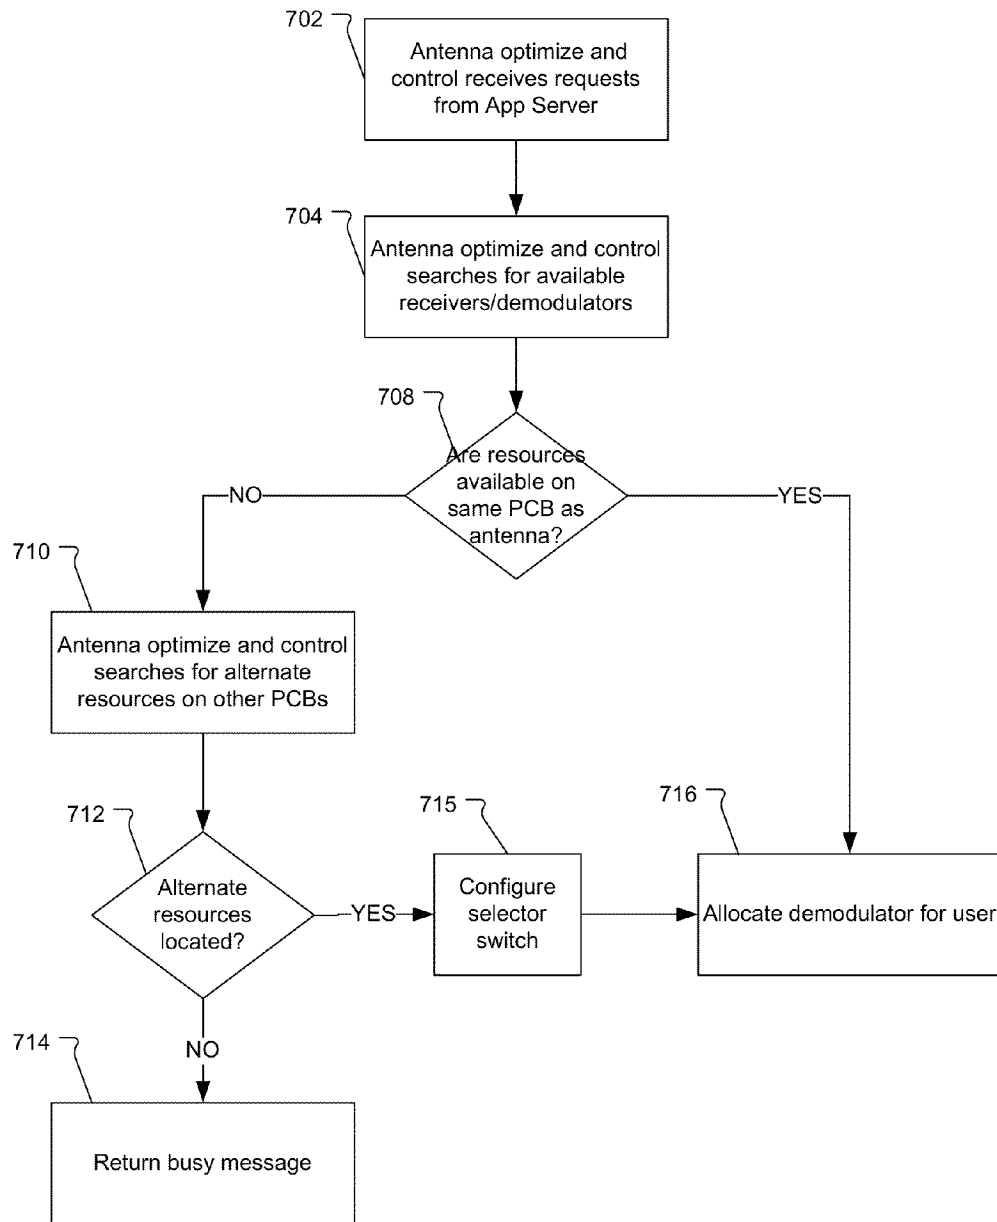 702
Antenna optimize and
control receives requests
from App Server
704
Antenna optimize and control
searches for available
receivers/demodulators
708
Are resources
available on
same PCB as
antenna?
NO
YES
710
Antenna optimize and control
searches for alternate
resources on other PCBs
712
Alternate
resources
located?
YES
715
Configure
selector
switch
716
Allocate demodulator for user
NO
714
Return busy message